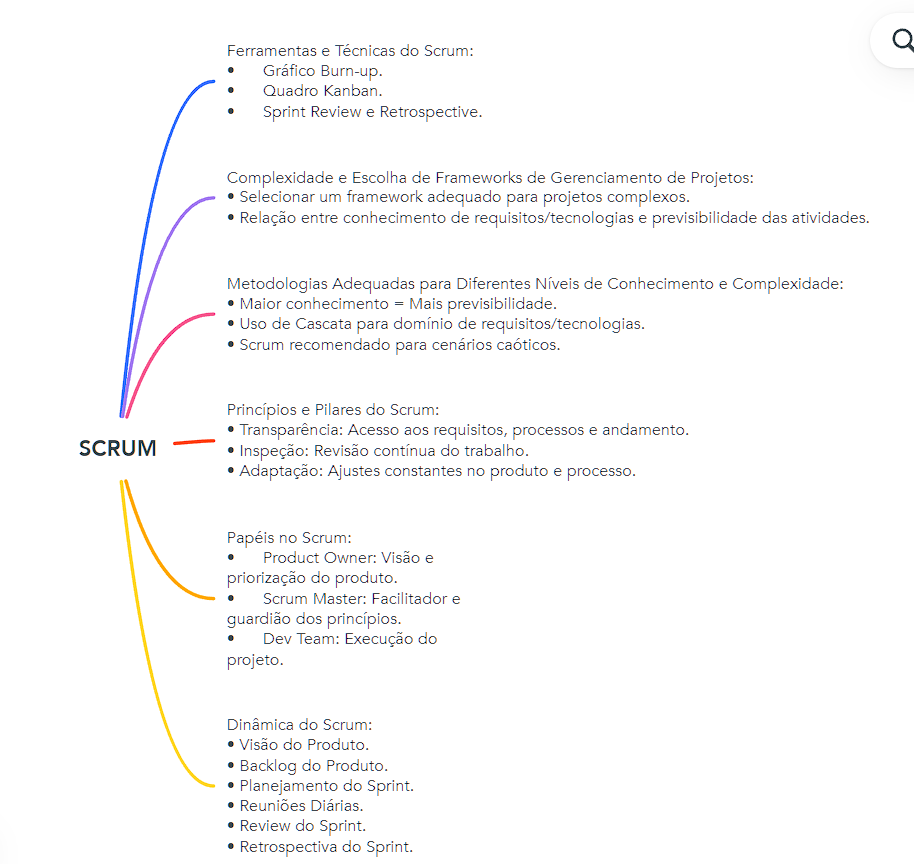 Ferramentas e Técnicas do Scrum:
• Gráfico Burn-up.
• Quadro Kanban.
• Sprint Review e Retrospective.
Complexidade e Escolha de Frameworks de Gerenciamento de Projetos:
• Selecionar um framework adequado para projetos complexos.
• Relação entre conhecimento de requisitos/tecnologias e previsibilidade das atividades.
Metodologias Adequadas para Diferentes Níveis de Conhecimento e Complexidade:
• Maior conhecimento = Mais previsibilidade.
• Uso de Cascata para domínio de requisitos/tecnologias.
• Scrum recomendado para cenários caóticos.
SCRUM
Princípios e Pilares do Scrum:
• Transparência: Acesso aos requisitos, processos e andamento.
• Inspeção: Revisão contínua do trabalho.
• Adaptação: Ajustes constantes no produto e processo.
Papéis no Scrum:
• Product Owner: Visão e
priorização do produto.
• Scrum Master: Facilitador e
guardião dos princípios.
• Dev Team: Execução do
projeto.
Dinâmica do Scrum:
• Visão do Produto.
• Backlog do Produto.
• Planejamento do Sprint.
• Reuniões Diárias.
• Review do Sprint.
• Retrospectiva do Sprint.